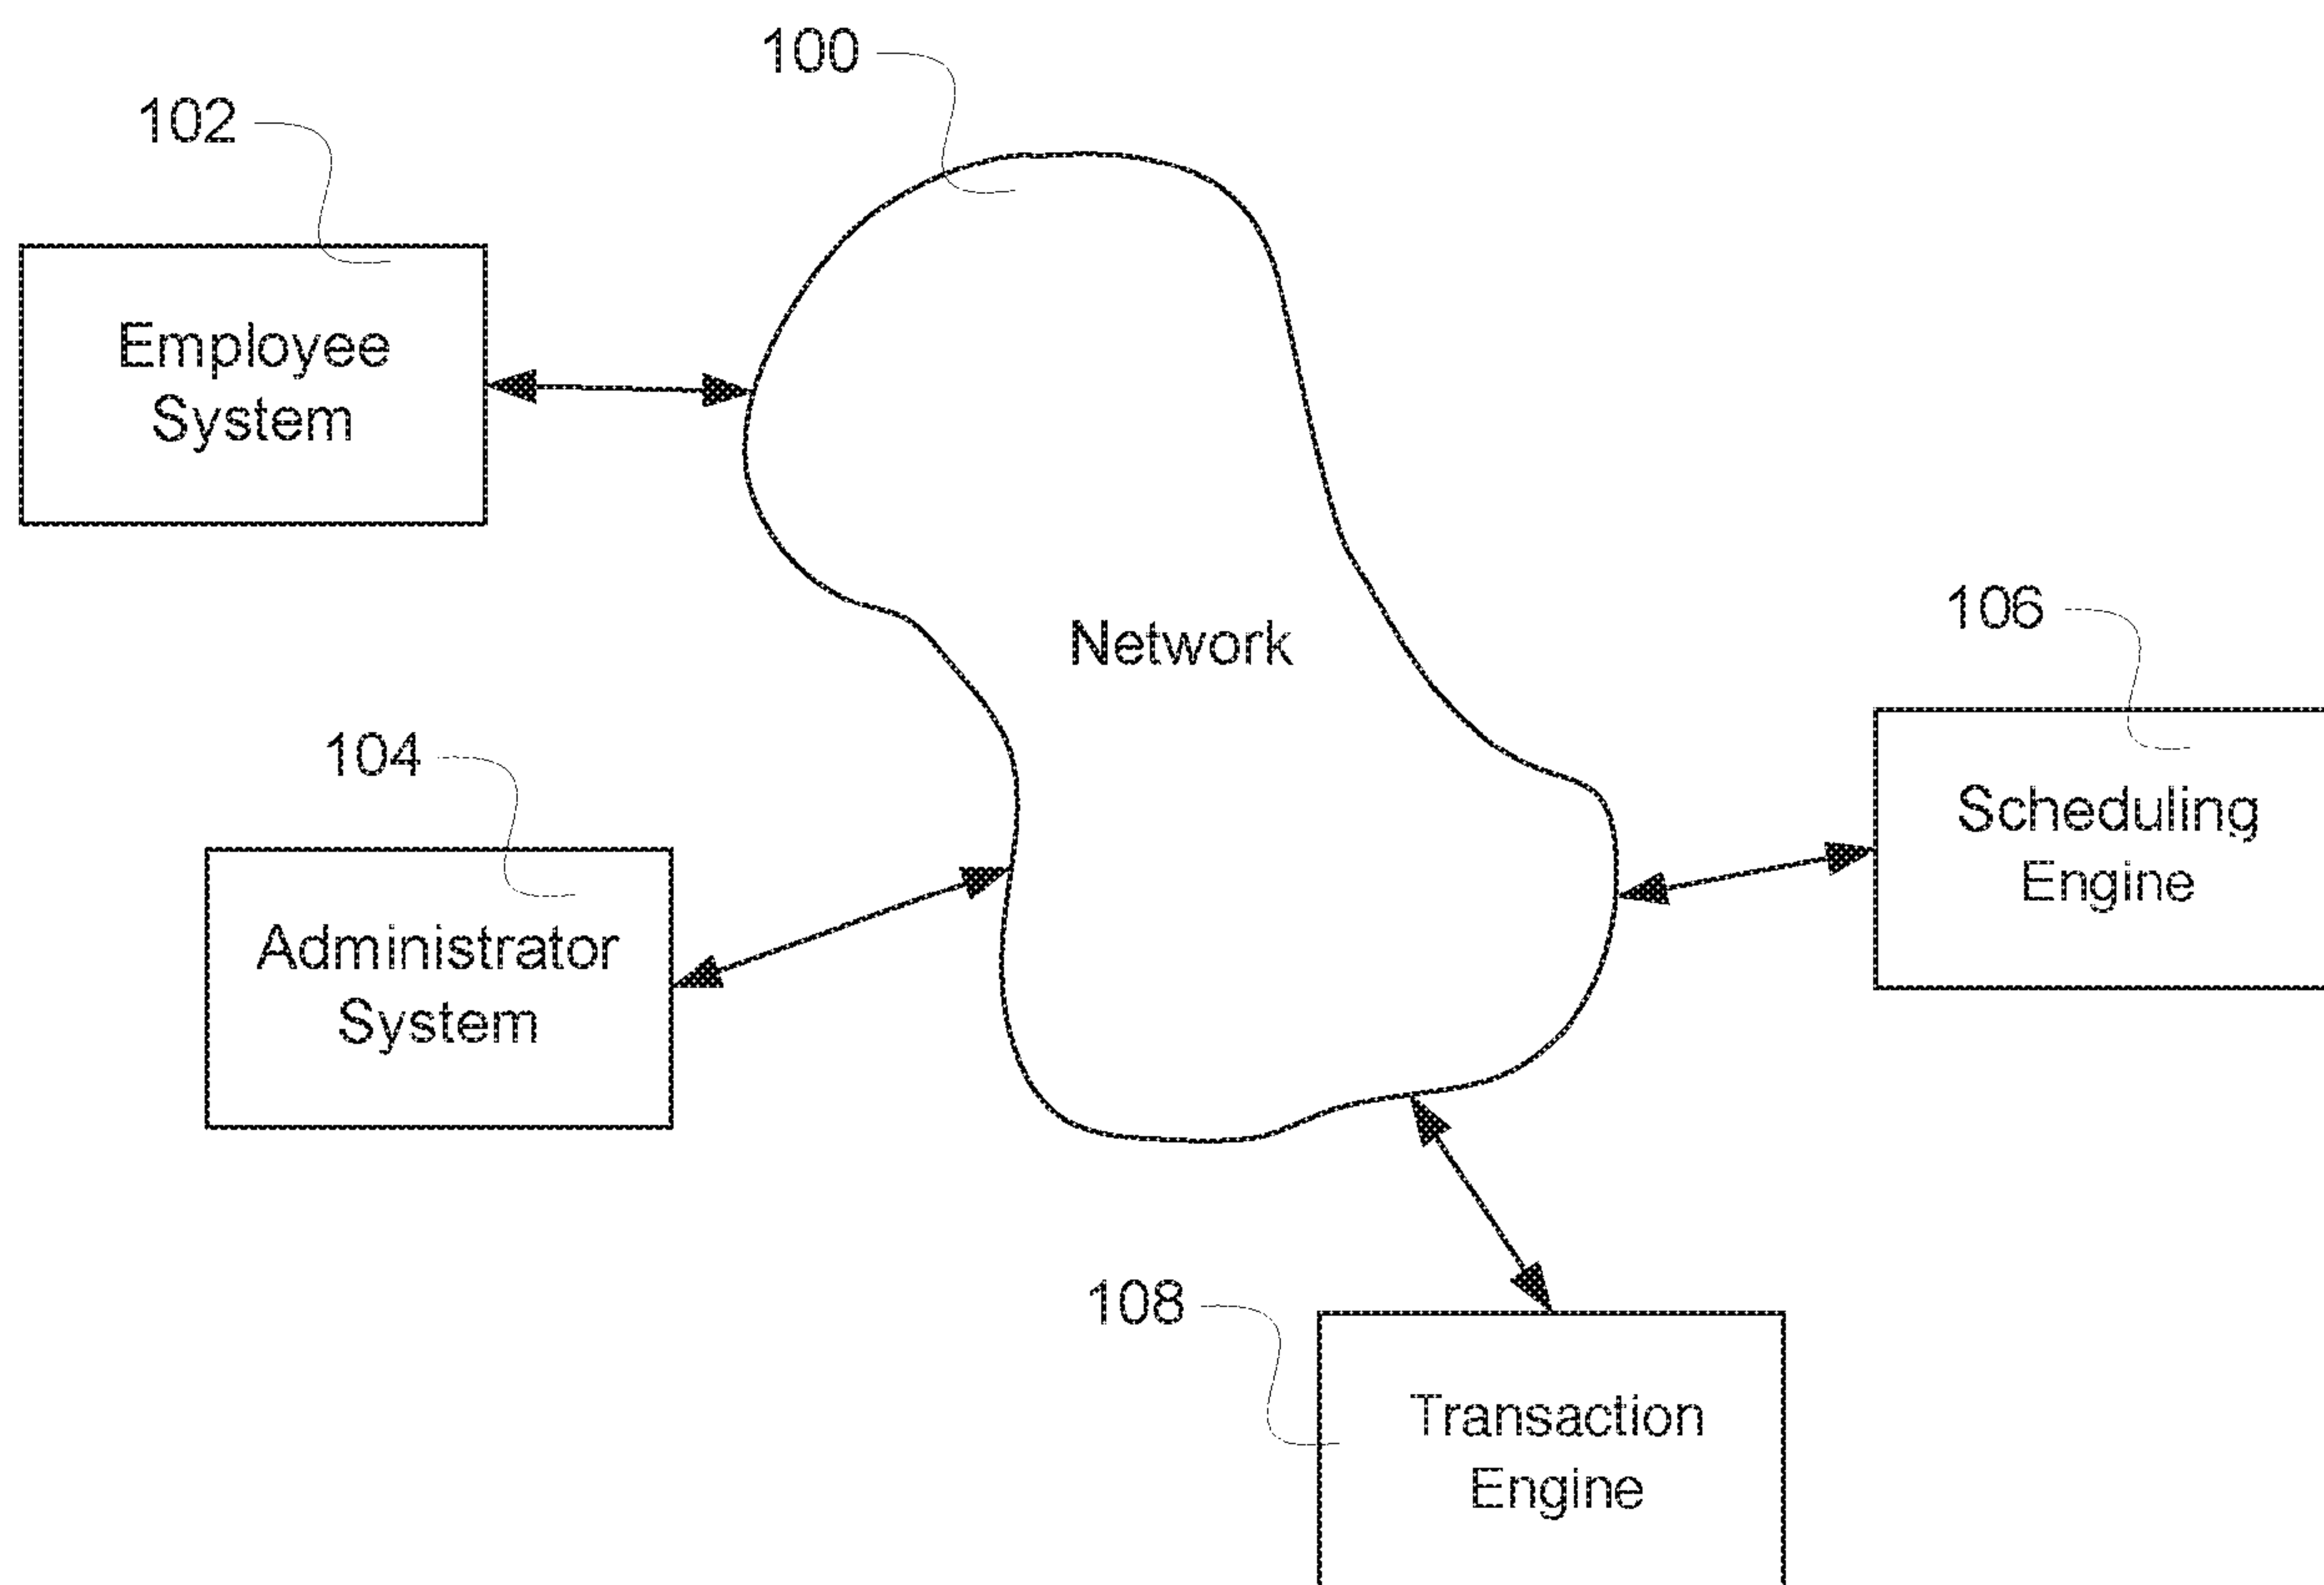 100
102
Employee
System
Network
106
104
Scheduling
Engine
Administrator
System
108
Transaction
Engine